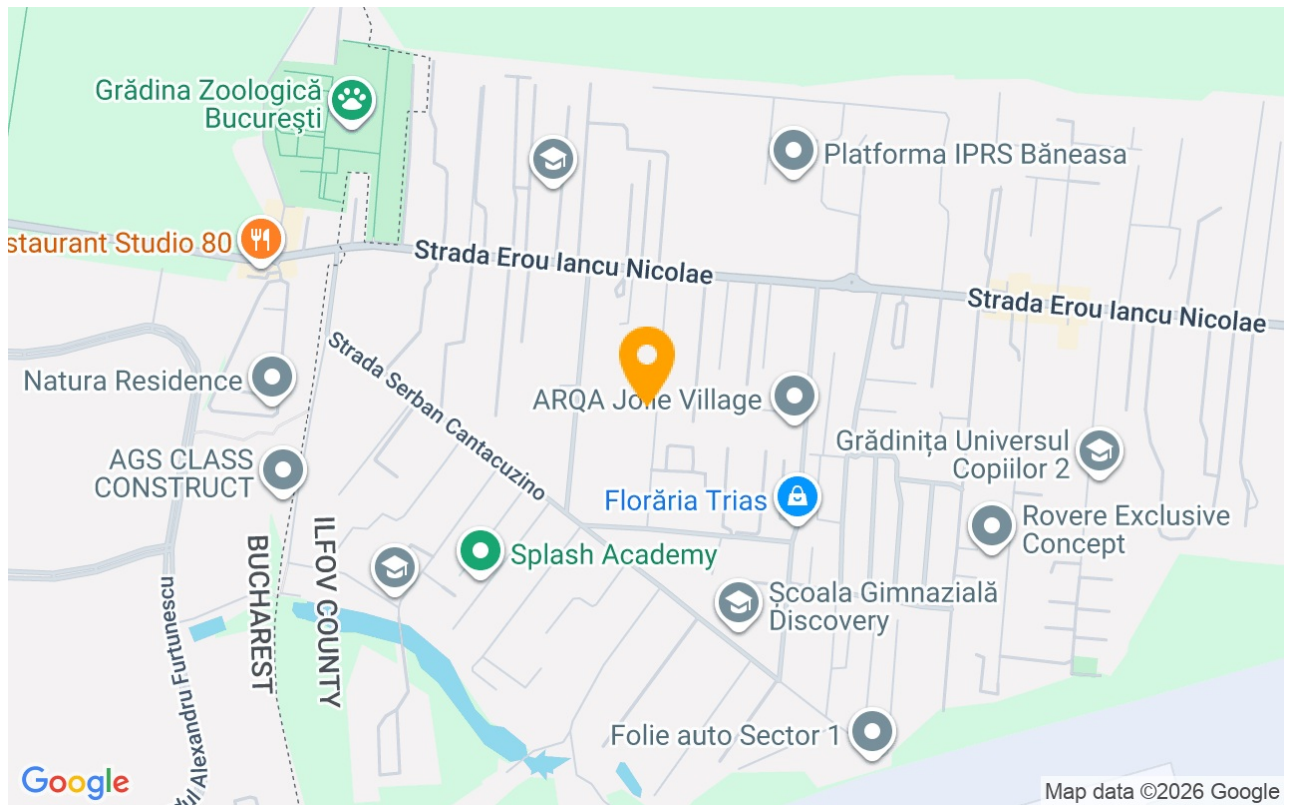 Grădina Zoologică
București
Platforma IPRS Băneasa
staurant Studio 80
Strada Erou Iancu Nicolae
Strada Erou Iancu Nicolae
Strada Serban Cantacuzino
Natura Residence
ARQA Jolie Village
Grădinița Universul
Copiilor 2
AGS CLASS
CONSTRUCT
Florăria Trias
Rovere Exclusive
Concept
ILFOV COUNTY
BUCHAREST
Splash Academy
Școala Gimnazială
Discovery
dul Alexandru Furtunescu
Folie auto Sector 1
Google
Map data ©2026 Google